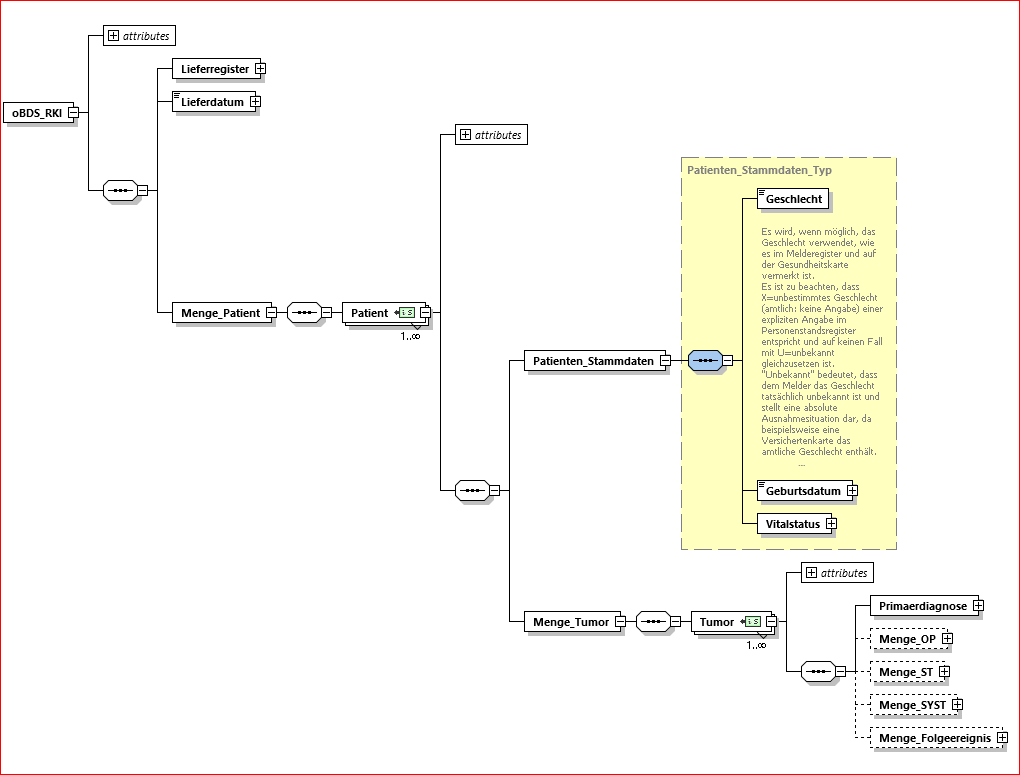 attributes
Lieferregister
Lieferdatum
oBDS_RKI
attributes
Patienten_Stammdaten_Typ
Geschlecht
Es wird, wenn möglich, das
Geschlecht verwendet, wie
es im Melderegister und auf
der Gesundheitskarte
vermerkt ist.
Es ist zu beachten, dass
X=unbestimmtes Geschlecht
(amtlich: keine Angabe) einer
expliziten Angabe im
Personenstandsregister
entspricht und auf keinen Fall
mit U=unbekannt
gleichzusetzen ist.
"Unbekannt" bedeutet, dass
dem Melder das Geschlecht
tatsächlich unbekannt ist und
stellt eine absolute
Ausnahmesituation dar, da
beispielsweise eine
Versichertenkarte das
amtliche Geschlecht enthält.
...
Menge_Patient
Patient
is
1..∞
Patienten_Stammdaten
Geburtsdatum
Vitalstatus
attributes
Menge_Tumor
Tumor
is
1..∞
Primaerdiagnose
Menge_OP
Menge_ST
Menge_SYST
Menge_Folgeereignis